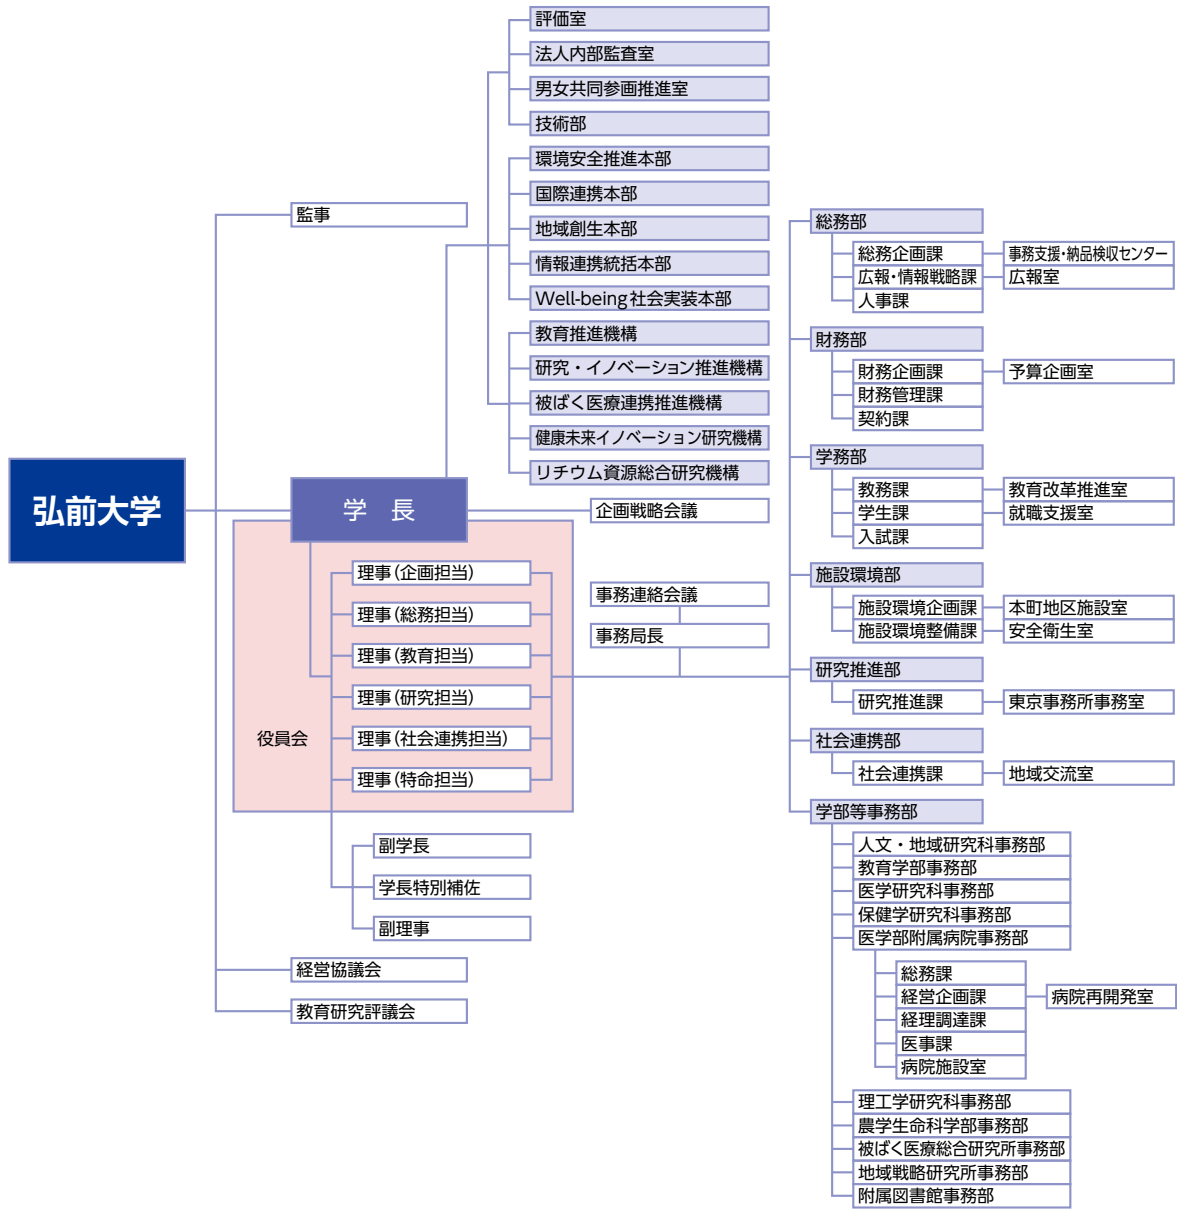 弘前大学
監事
学　長
役員会
理事（企画担当）
理事（総務担当）
理事（教育担当）
理事（研究担当）
理事（社会連携担当）
理事（特命担当）
副学長
学長特別補佐
副理事
経営協議会
教育研究評議会
評価室
法人内部監査室
男女共同参画推進室
技術部
環境安全推進本部
国際連携本部
地域創生本部
情報連携統括本部
Well-being社会実装本部
教育推進機構
研究・イノベーション推進機構
被ばく医療連携推進機構
健康未来イノベーション研究機構
リチウム資源総合研究機構
企画戦略会議
事務連絡会議
事務局長
総務部
総務企画課
事務支援・納品検収センター
広報・情報戦略課
広報室
人事課
財務部
財務企画課
予算企画室
財務管理課
契約課
学務部
教務課
教育改革推進室
学生課
就職支援室
入試課
施設環境部
施設環境企画課
本町地区施設室
施設環境整備課
安全衛生室
研究推進部
研究推進課
東京事務所事務室
社会連携部
社会連携課
地域交流室
学部等事務部
人文・地域研究科事務部
教育学部事務部
医学研究科事務部
保健学研究科事務部
医学部附属病院事務部
総務課
経営企画課
病院再開発室
経理調達課
医事課
病院施設室
理工学研究科事務部
農学生命科学部事務部
被ばく医療総合研究所事務部
地域戦略研究所事務部
附属図書館事務部